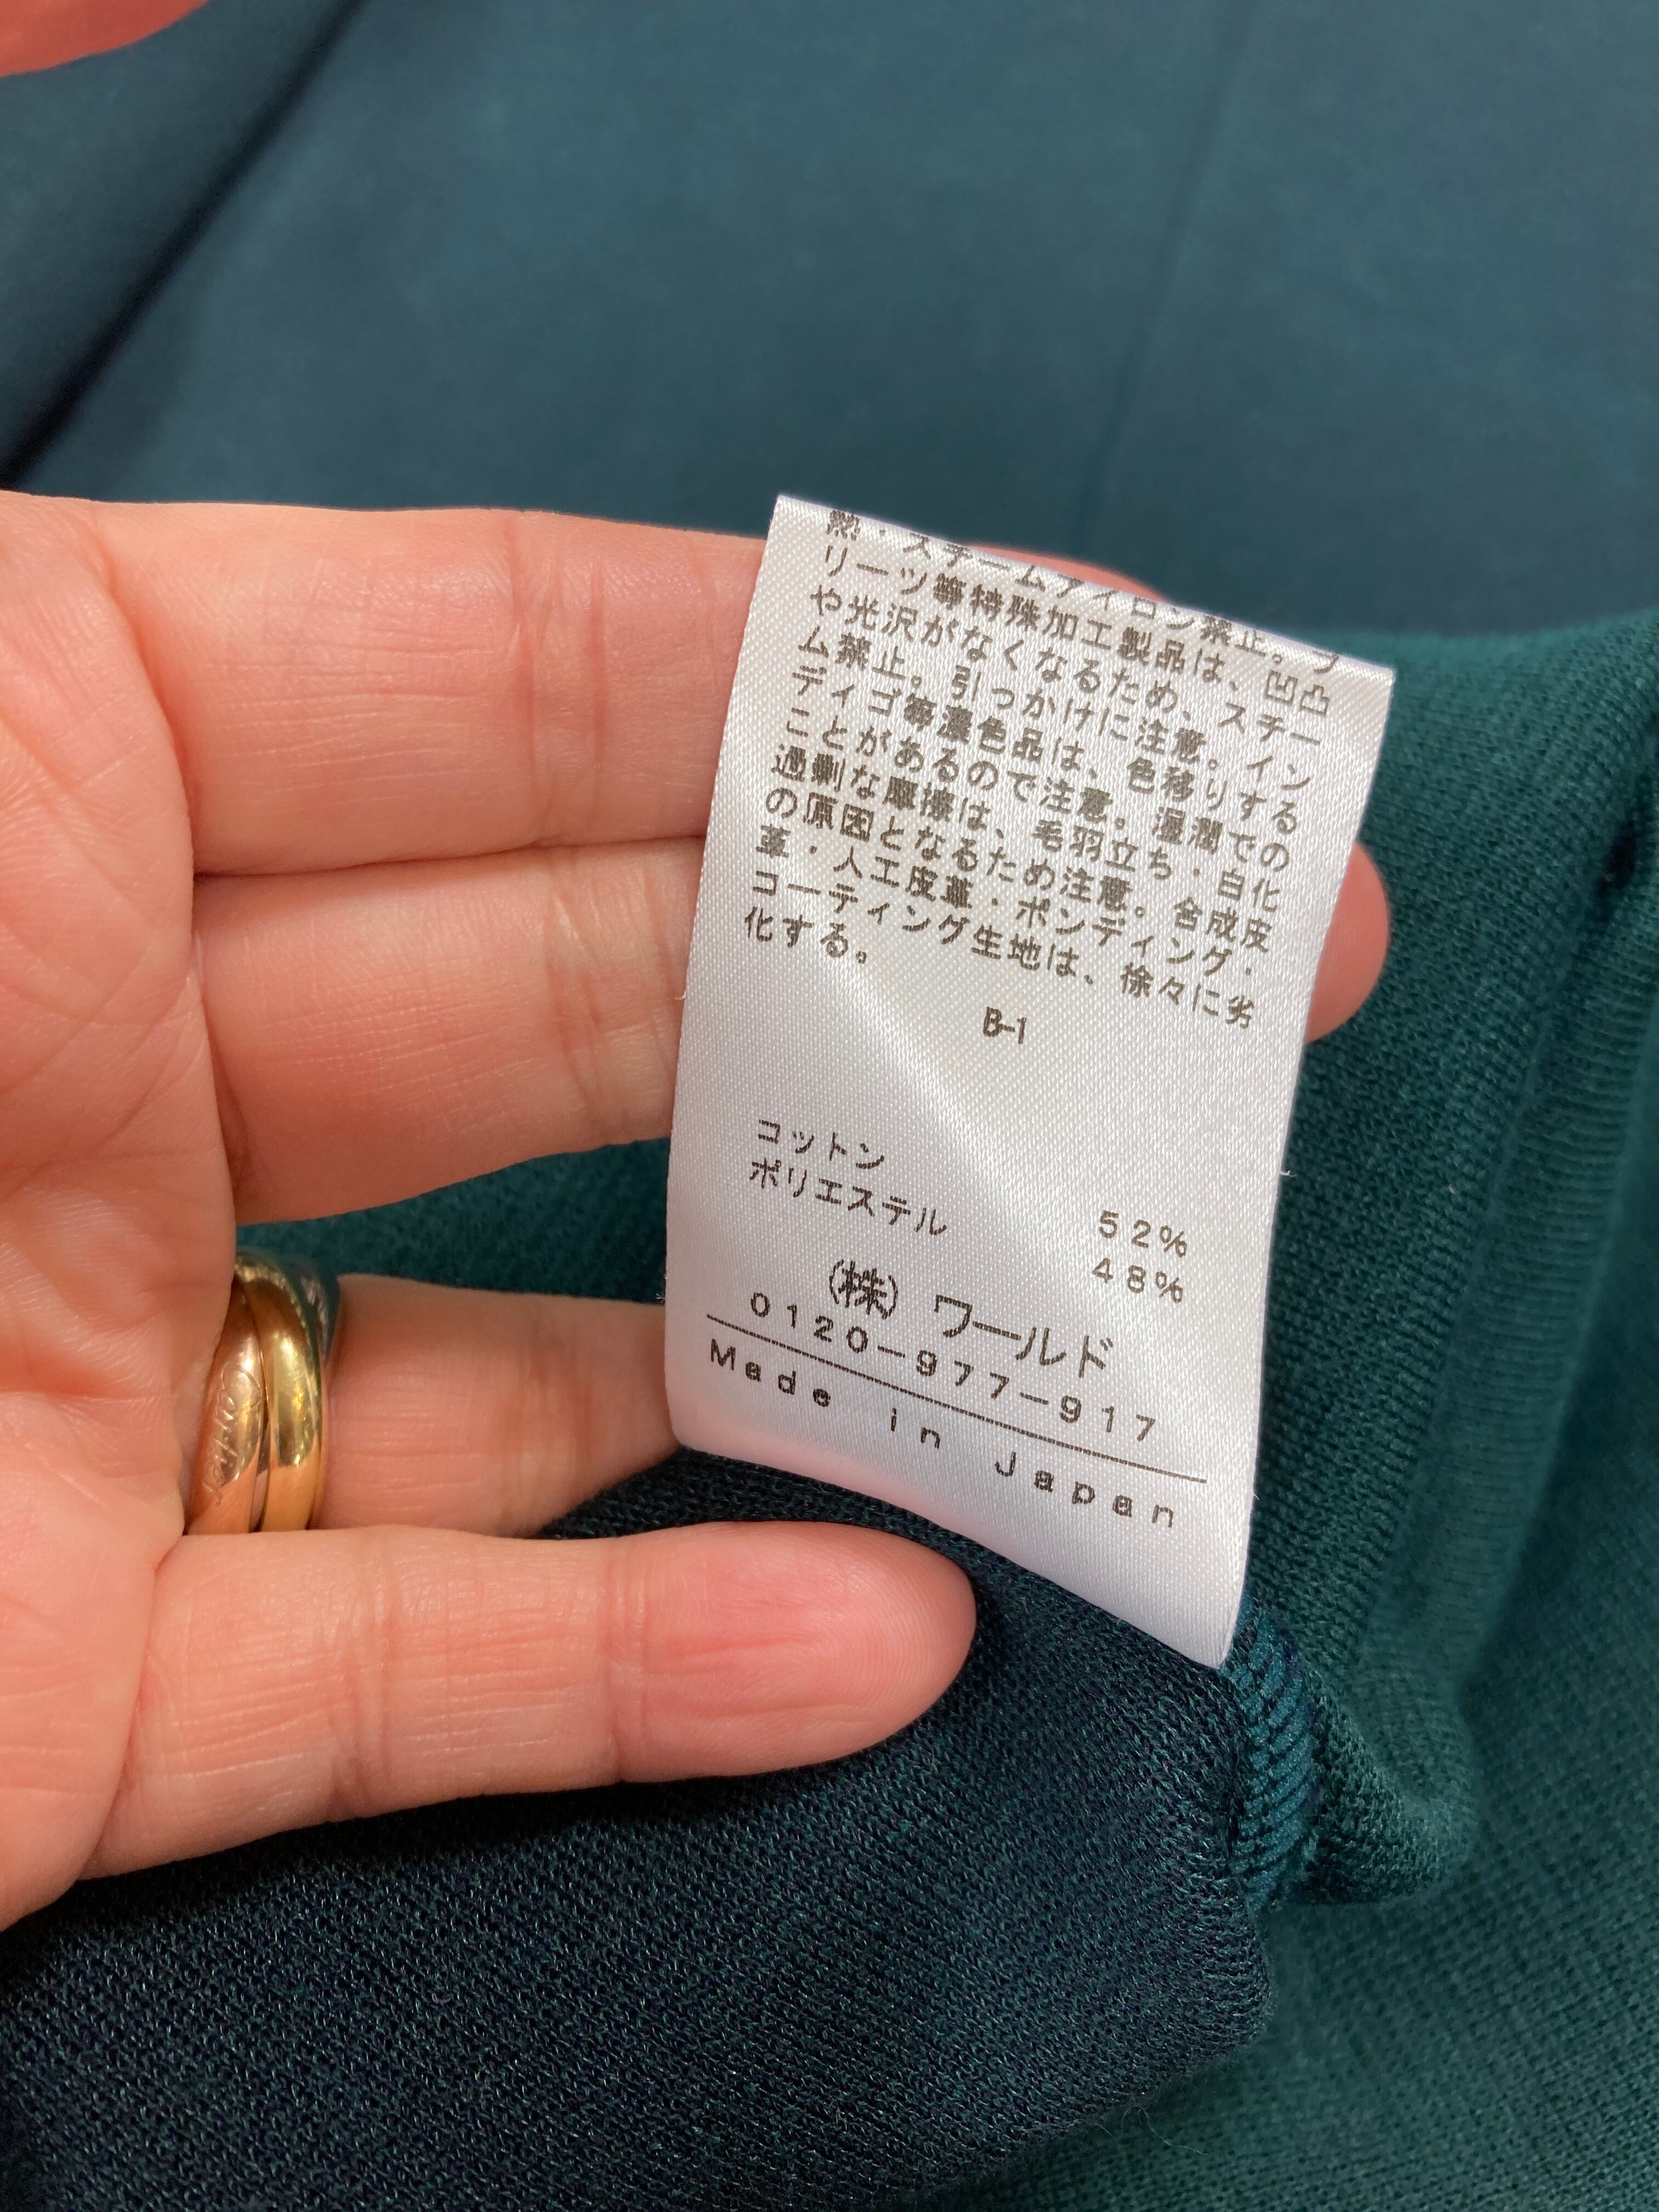 熱・スチームアイロン禁止。プ
リーツ等特殊加工製品は、凹凸
や光沢がなくなるため、スチー
ム禁止。引っかけに注意。イン
ディゴ等濃色品は、色移りする
ことがあるので注意。湿潤での
過剰な摩擦は、毛羽立ち・白化
の原因となるため注意。合成皮
革・人工皮革・ボンディング・
コーティング生地は、徐々に劣
化する。
B-1
コットン 52%
ポリエステル 48%
(株) ワールド
0120-977-917
Made in Japan
Cartier